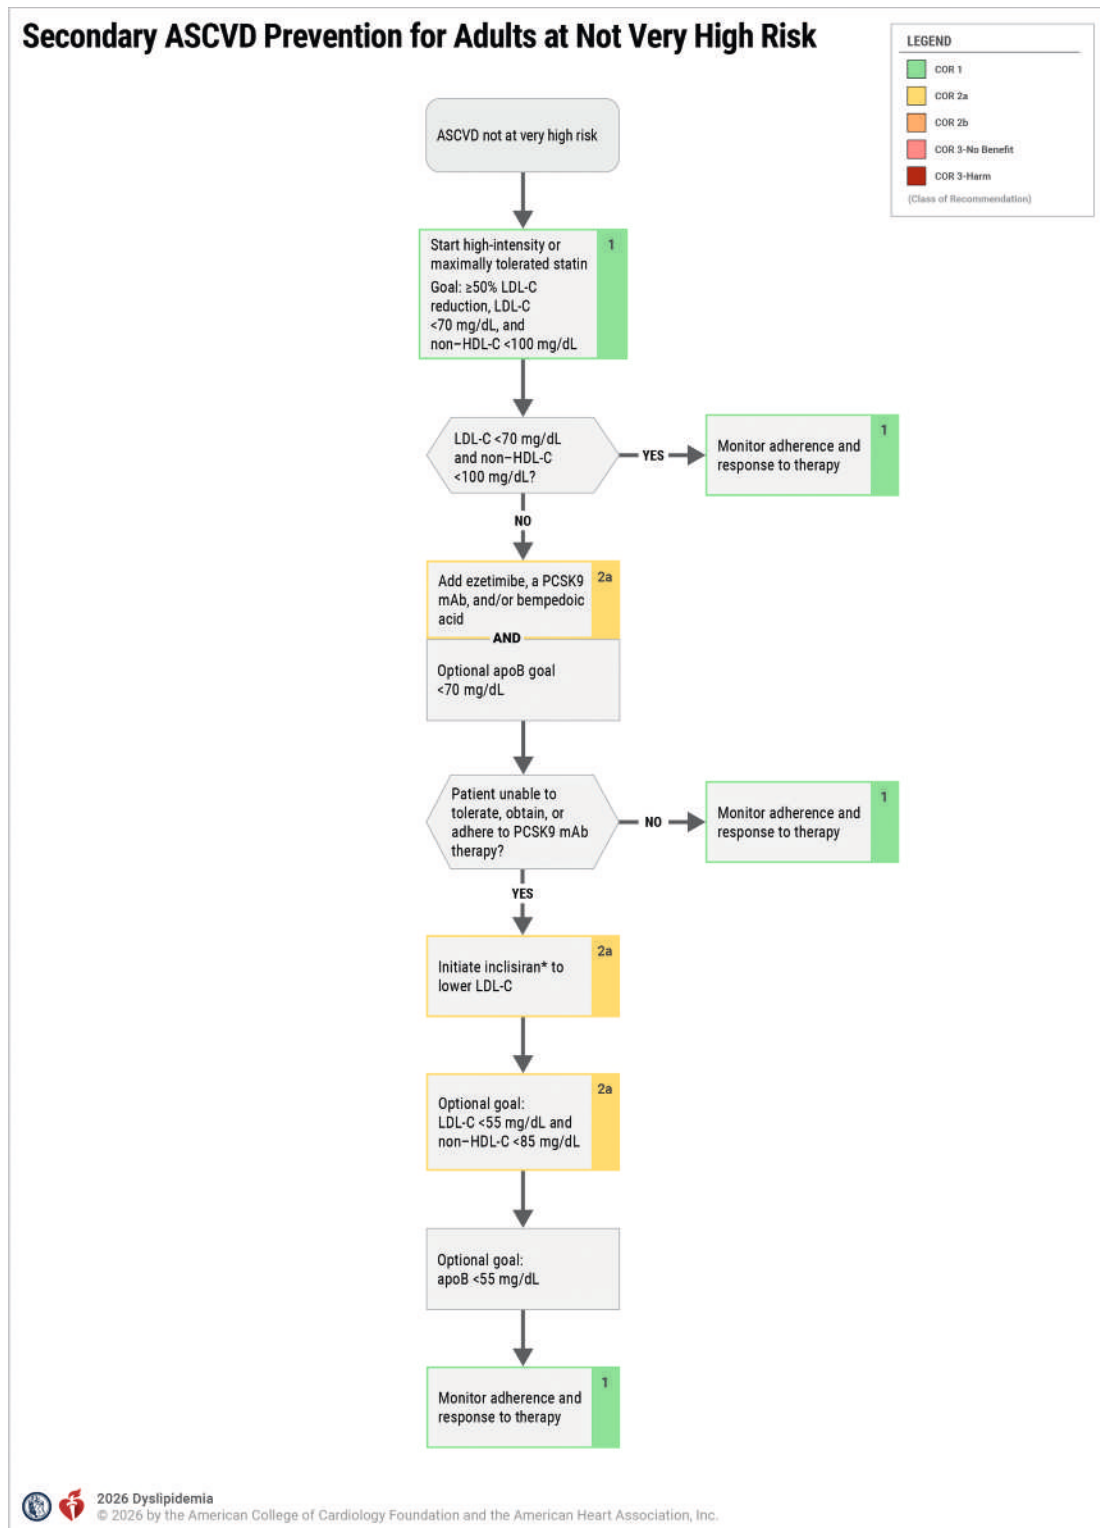 Secondary ASCVD Prevention for Adults at Not Very High Risk
LEGEND
COR 1
COR 2a
COR 2b
COR 3-No Benefit
COR 3-Harm
(Class of Recommendation)
ASCVD not at very high risk
Start high-intensity or
maximally tolerated statin
Goal: ≥50% LDL-C
reduction, LDL-C
<70 mg/dL, and
non–HDL-C <100 mg/dL
1
LDL-C <70 mg/dL
and non–HDL-C
<100 mg/dL?
YES
Monitor adherence and
response to therapy
1
NO
Add ezetimibe, a PCSK9
mAb, and/or bempedoic
acid
2a
AND
Optional apoB goal
<70 mg/dL
Patient unable to
tolerate, obtain, or
adhere to PCSK9 mAb
therapy?
NO
Monitor adherence and
response to therapy
1
YES
Initiate inclisiran* to
lower LDL-C
2a
Optional goal:
LDL-C <55 mg/dL and
non–HDL-C <85 mg/dL
2a
Optional goal:
apoB <55 mg/dL
Monitor adherence and
response to therapy
1
2026 Dyslipidemia
© 2026 by the American College of Cardiology Foundation and the American Heart Association, Inc.